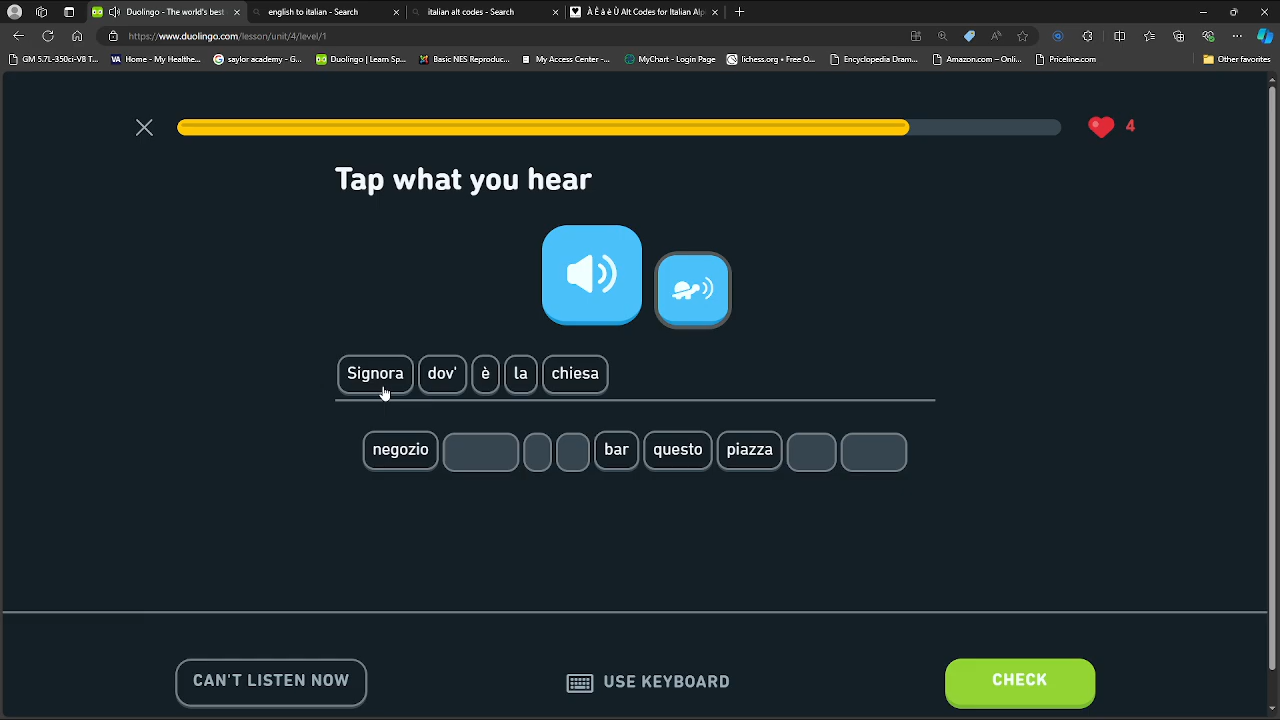 Duolingo - The world's best
english to italian - Search
italian alt codes - Search
À È à è Ù Alt Codes for Italian Alp
https://www.duolingo.com/lesson/unit/4/level/1
GM 5.7L-350ci-V8 T...
Home - My Healthe...
saylor academy - G...
Duolingo | Learn Sp...
Basic NES Reproduc...
My Access Center -...
MyChart - Login Page
lichess.org • Free O...
Encyclopedia Dram...
Amazon.com – Onli...
Priceline.com
Other favorites
4
Tap what you hear
Signora dov' è la chiesa
negozio bar questo piazza
CAN'T LISTEN NOW
USE KEYBOARD
CHECK